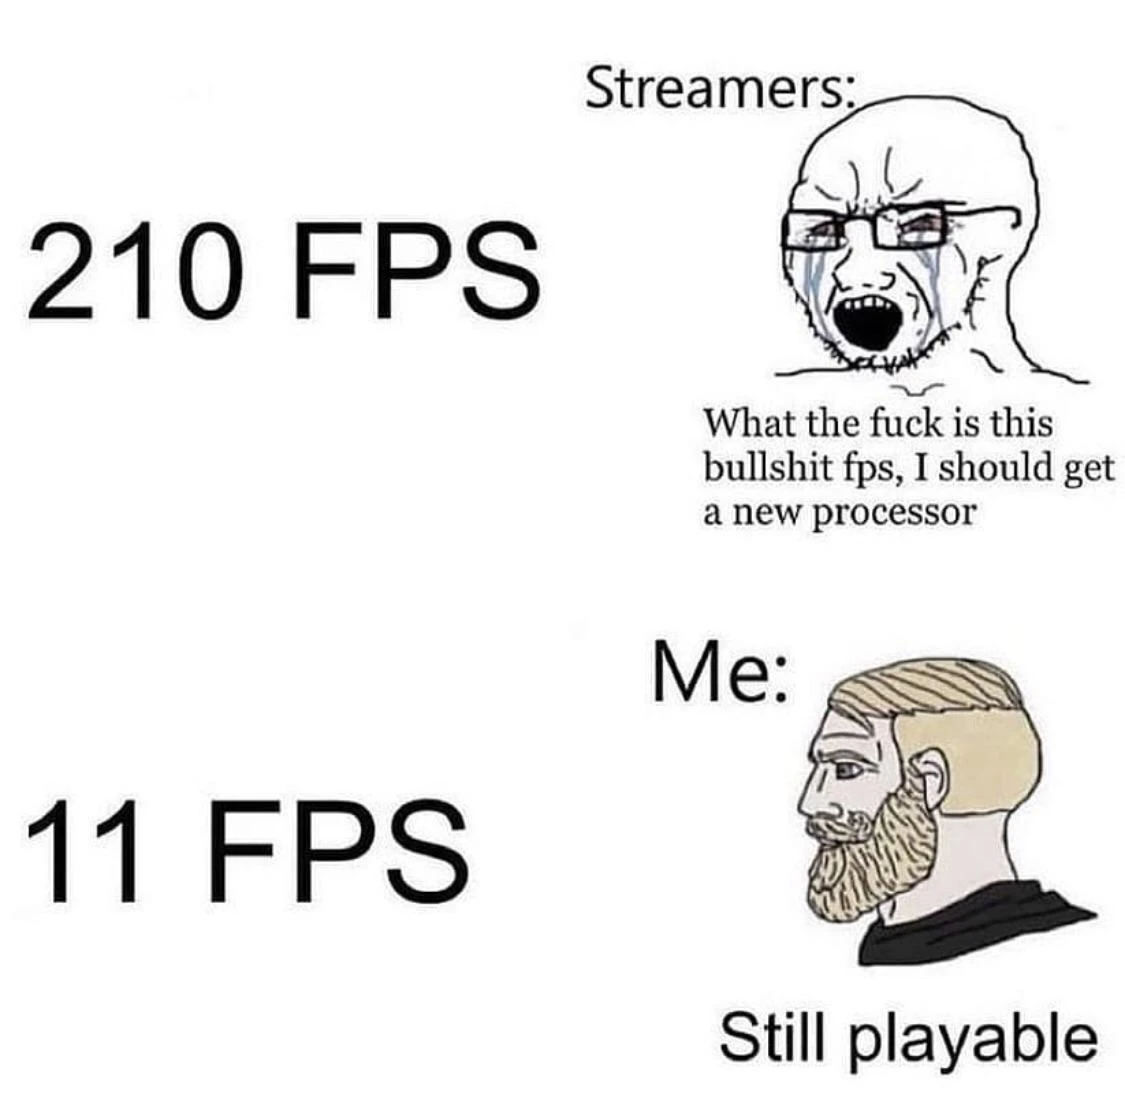 Streamers:
210 FPS
What the fuck is this
bullshit fps, I should get
a new processor
Me:
11 FPS
Still playable